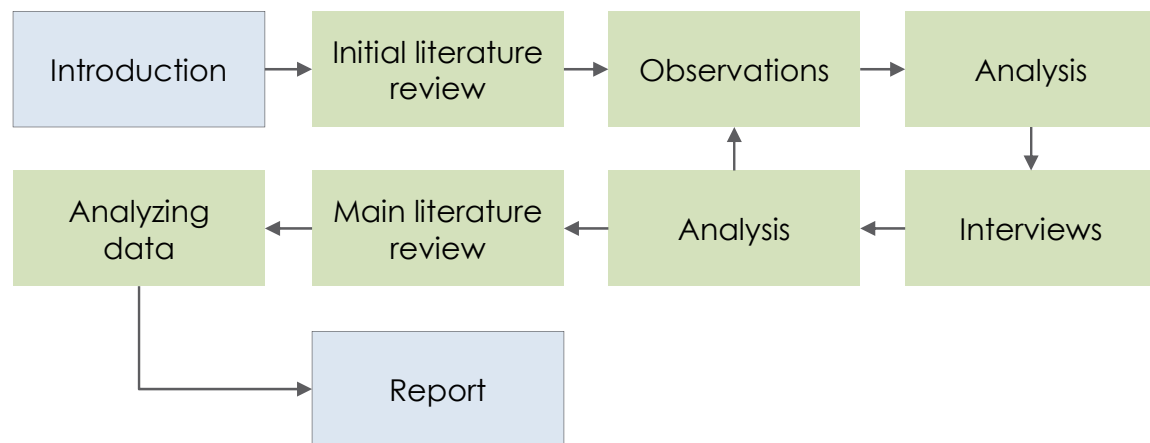 Introduction
Initial literature
review
Observations
Analysis
Analyzing
data
Main literature
review
Analysis
Interviews
Report